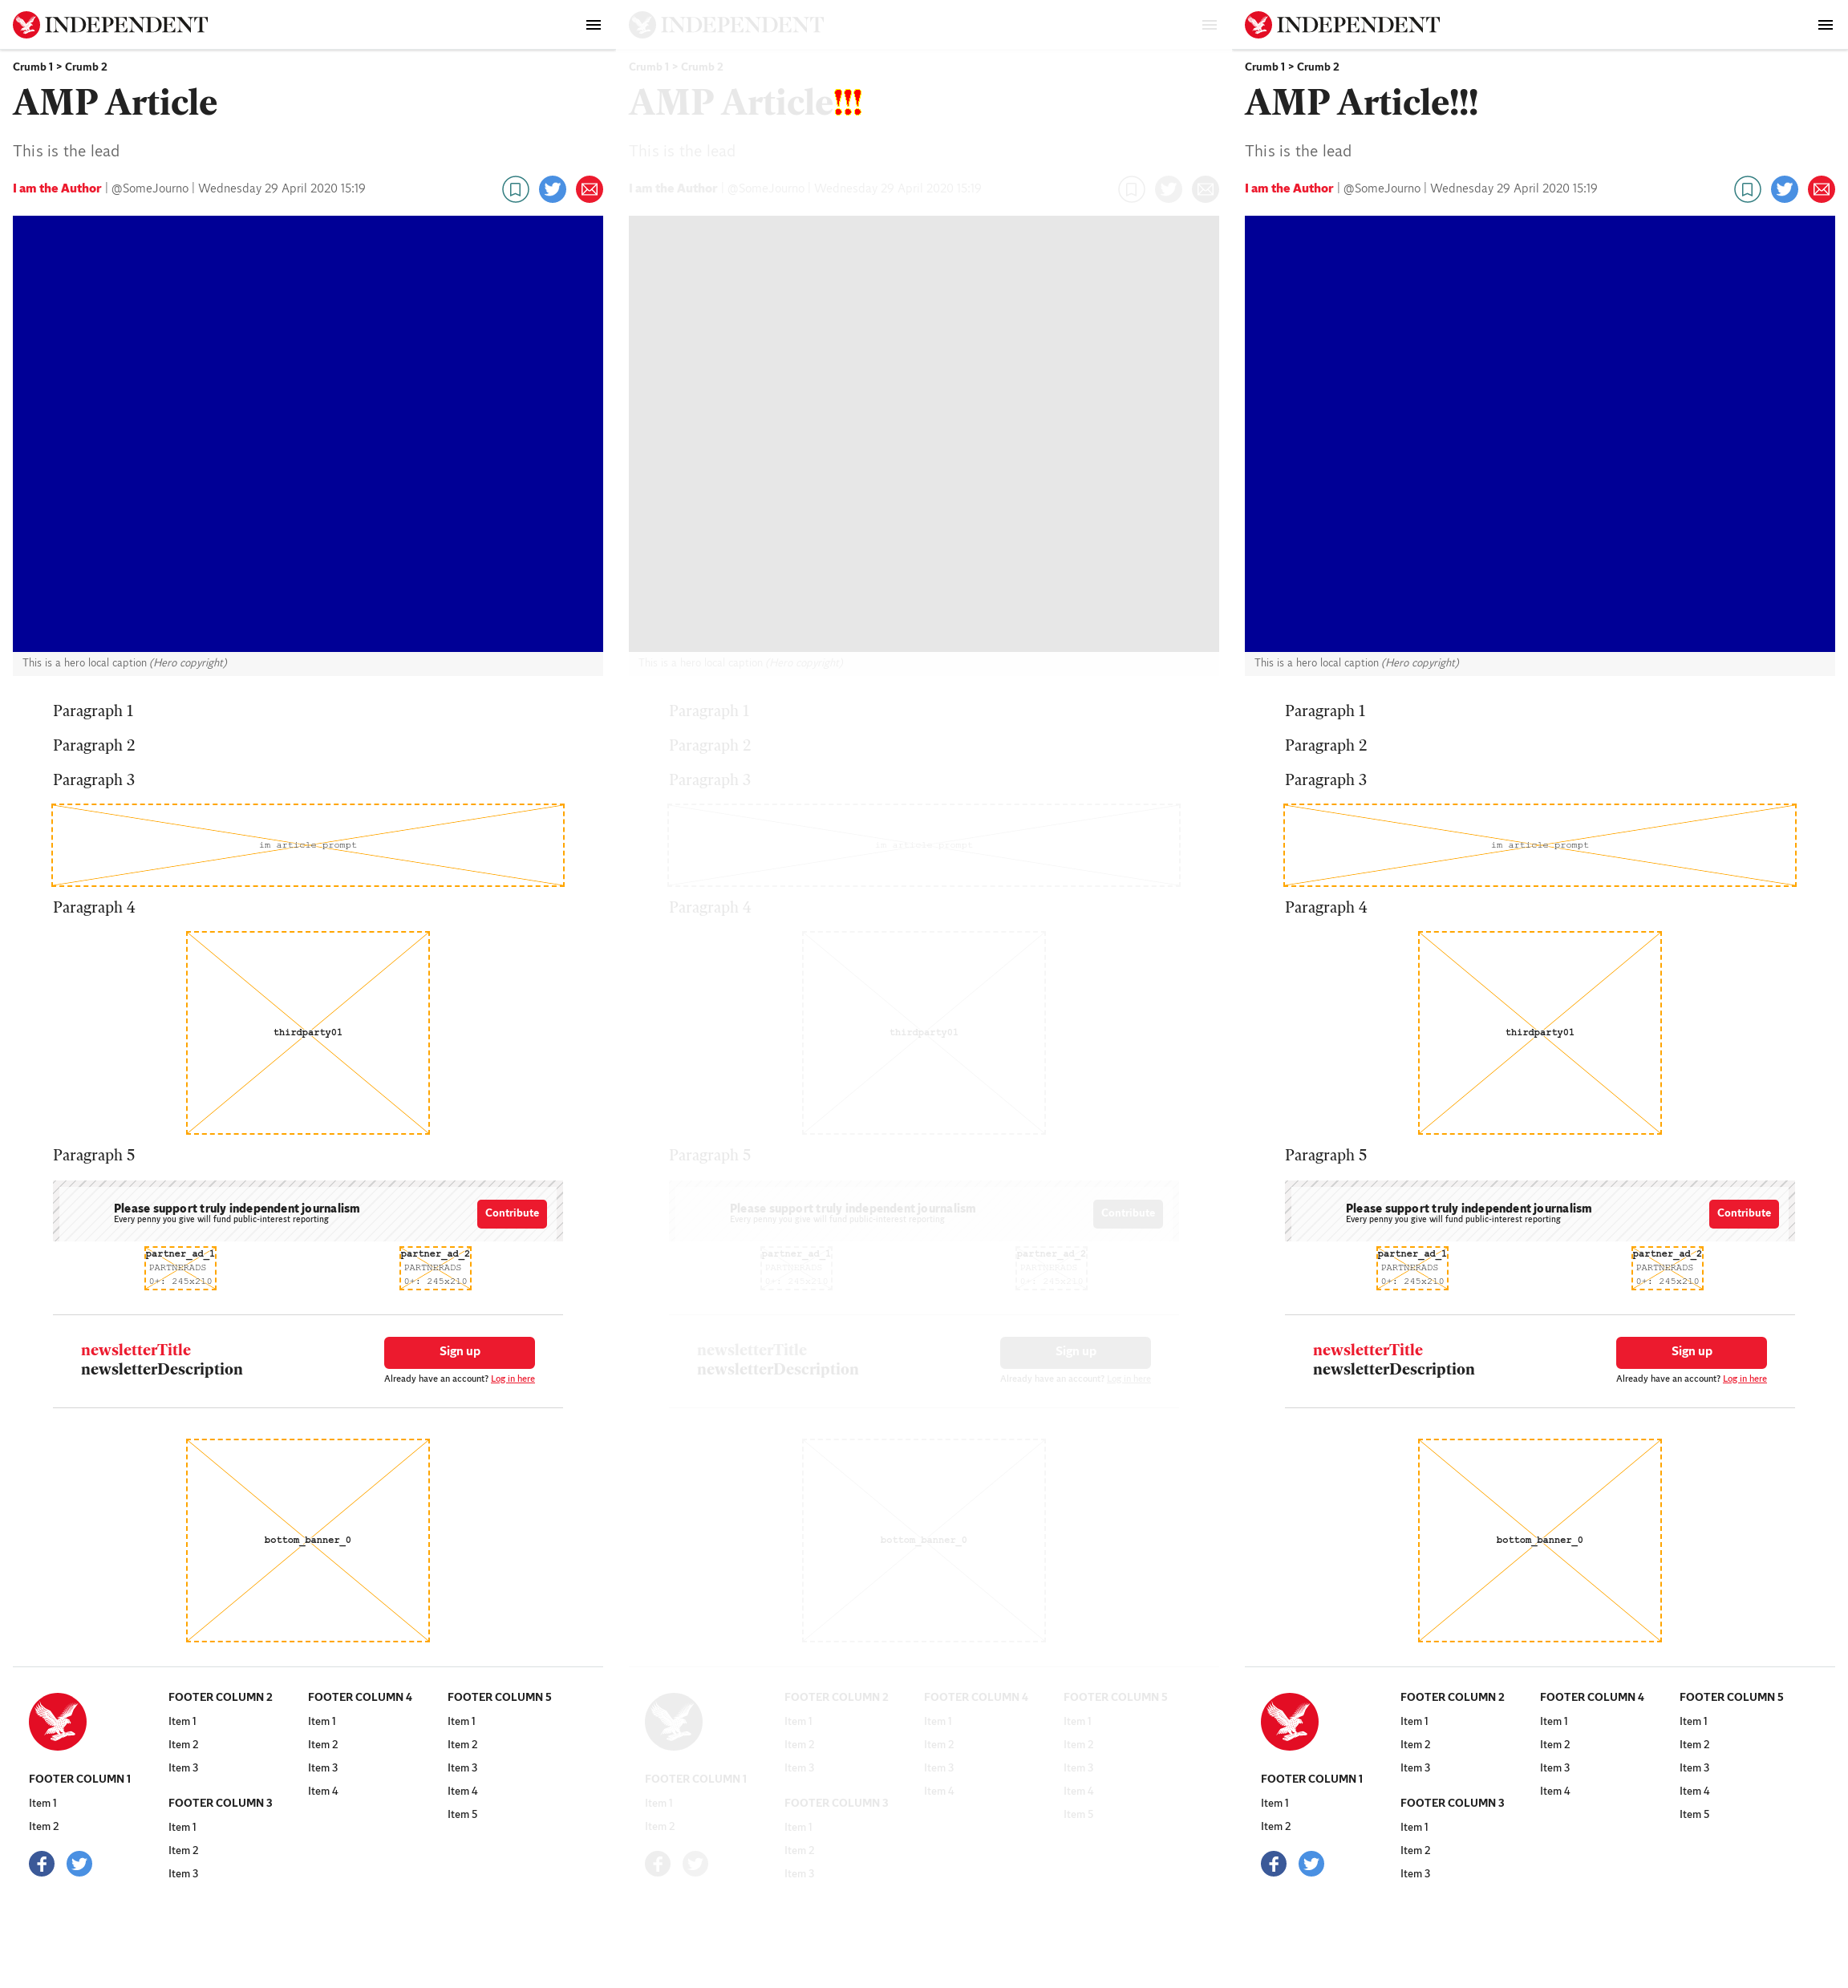 INDEPENDENT
Crumb 1 > Crumb 2
AMP Article
This is the lead
I am the Author | @SomeJourno | Wednesday 29 April 2020 15:19
This is a hero local caption (Hero copyright)
Paragraph 1
Paragraph 2
Paragraph 3
im article prompt
Paragraph 4
thirdparty01
Paragraph 5
Please support truly independent journalism
Every penny you give will fund public-interest reporting
Contribute
partner_ad_1
PARTNERADS
0+: 245x210
partner_ad_2
PARTNERADS
0+: 245x210
newsletterTitle
newsletterDescription
Sign up
Already have an account? Log in here
bottom_banner_0
FOOTER COLUMN 1
Item 1
Item 2
FOOTER COLUMN 2
Item 1
Item 2
Item 3
FOOTER COLUMN 3
Item 1
Item 2
Item 3
FOOTER COLUMN 4
Item 1
Item 2
Item 3
Item 4
FOOTER COLUMN 5
Item 1
Item 2
Item 3
Item 4
Item 5
INDEPENDENT
Crumb 1 > Crumb 2
AMP Article!!!
This is the lead
I am the Author | @SomeJourno | Wednesday 29 April 2020 15:19
This is a hero local caption (Hero copyright)
Paragraph 1
Paragraph 2
Paragraph 3
im article prompt
Paragraph 4
thirdparty01
Paragraph 5
Please support truly independent journalism
Every penny you give will fund public-interest reporting
Contribute
partner_ad_1
PARTNERADS
0+: 245x210
partner_ad_2
PARTNERADS
0+: 245x210
newsletterTitle
newsletterDescription
Sign up
Already have an account? Log in here
bottom_banner_0
FOOTER COLUMN 1
Item 1
Item 2
FOOTER COLUMN 2
Item 1
Item 2
Item 3
FOOTER COLUMN 3
Item 1
Item 2
Item 3
FOOTER COLUMN 4
Item 1
Item 2
Item 3
Item 4
FOOTER COLUMN 5
Item 1
Item 2
Item 3
Item 4
Item 5
INDEPENDENT
Crumb 1 > Crumb 2
AMP Article!!!
This is the lead
I am the Author | @SomeJourno | Wednesday 29 April 2020 15:19
This is a hero local caption (Hero copyright)
Paragraph 1
Paragraph 2
Paragraph 3
im article prompt
Paragraph 4
thirdparty01
Paragraph 5
Please support truly independent journalism
Every penny you give will fund public-interest reporting
Contribute
partner_ad_1
PARTNERADS
0+: 245x210
partner_ad_2
PARTNERADS
0+: 245x210
newsletterTitle
newsletterDescription
Sign up
Already have an account? Log in here
bottom_banner_0
FOOTER COLUMN 1
Item 1
Item 2
FOOTER COLUMN 2
Item 1
Item 2
Item 3
FOOTER COLUMN 3
Item 1
Item 2
Item 3
FOOTER COLUMN 4
Item 1
Item 2
Item 3
Item 4
FOOTER COLUMN 5
Item 1
Item 2
Item 3
Item 4
Item 5